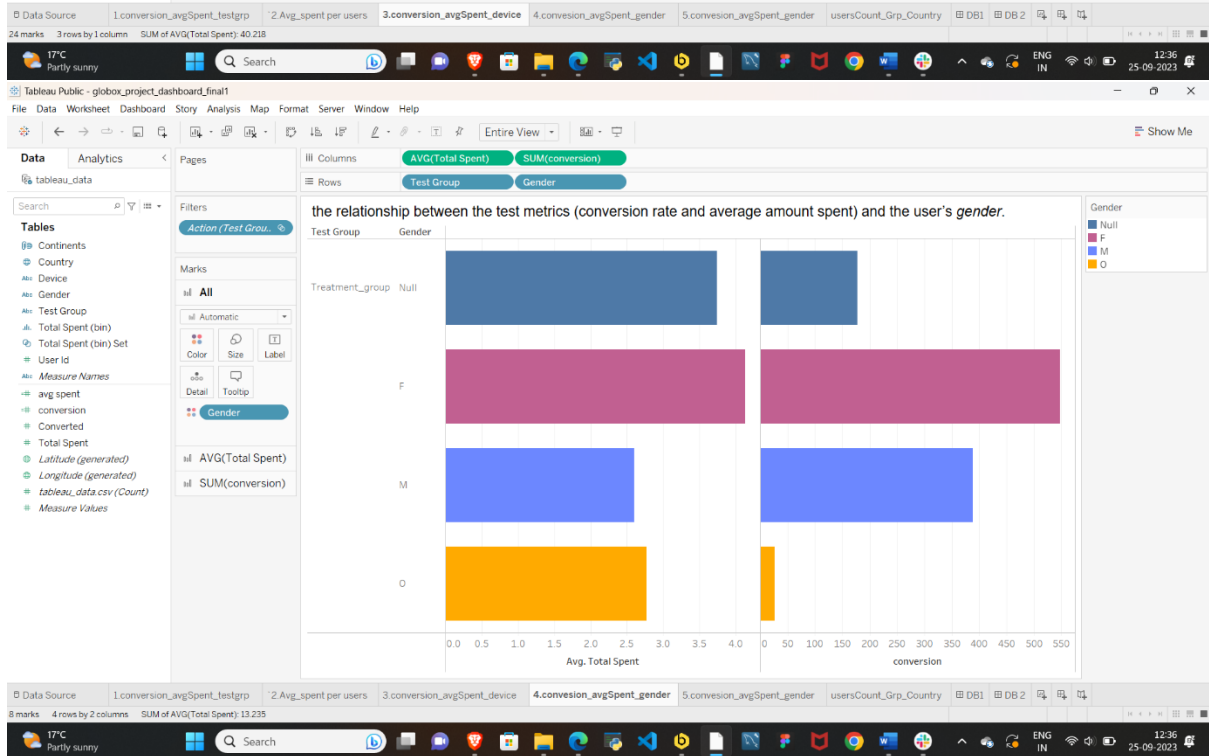 Data Source 1.conversion_avgSpent_testgrp `2.Avg_spent per users 3.conversion_avgSpent_device 4.convesion_avgSpent_gender 5.convesion_avgSpent_gender usersCount_Grp_Country DB1 DB 2
24 marks 3 rows by 1 column SUM of AVG(Total Spent): 40.218
17°C
Partly sunny
Search
ENG
IN
12:36
25-09-2023
Tableau Public - globox_project_dashboard_final1
File Data Worksheet Dashboard Story Analysis Map Format Server Window Help
Entire View
Show Me
Data Analytics
Pages
Columns AVG(Total Spent) SUM(conversion)
tableau_data
Rows Test Group Gender
Search
Tables
Continents
Country
Abc Device
Abc Gender
Abc Test Group
Total Spent (bin)
Total Spent (bin) Set
# User Id
Abc Measure Names
avg spent
conversion
# Converted
# Total Spent
Latitude (generated)
Longitude (generated)
# tableau_data.csv (Count)
# Measure Values
Filters
Action (Test Grou..
Marks
All
Automatic
Color Size Label
Detail Tooltip
Gender
AVG(Total Spent)
SUM(conversion)
the relationship between the test metrics (conversion rate and average amount spent) and the user's gender.
Test Group Gender
Treatment_group Null
F
M
O
0.0 0.5 1.0 1.5 2.0 2.5 3.0 3.5 4.0
Avg. Total Spent
0 50 100 150 200 250 300 350 400 450 500 550
conversion
Gender
Null
F
M
O
Data Source 1.conversion_avgSpent_testgrp `2.Avg_spent per users 3.conversion_avgSpent_device 4.convesion_avgSpent_gender 5.convesion_avgSpent_gender usersCount_Grp_Country DB1 DB 2
8 marks 4 rows by 2 columns SUM of AVG(Total Spent): 13.235
17°C
Partly sunny
Search
ENG
IN
12:36
25-09-2023